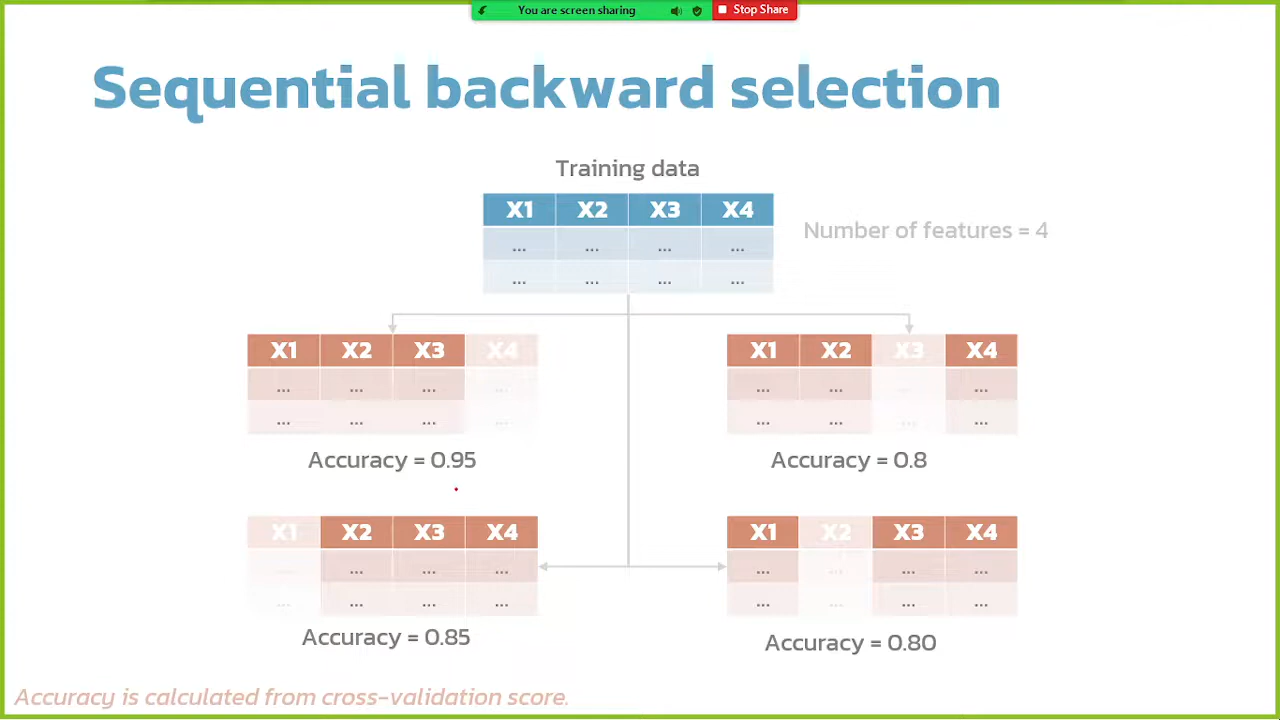 You are screen sharing Stop Share
Sequential backward selection
Training data
X1 X2 X3 X4
... ... ... ...
... ... ... ...
Number of features = 4
X1 X2 X3 X4
... ... ... ...
... ... ... ...
Accuracy = 0.95
X1 X2 X3 X4
... ... ... ...
... ... ... ...
Accuracy = 0.8
X1 X2 X3 X4
... ... ... ...
... ... ... ...
Accuracy = 0.85
X1 X2 X3 X4
... ... ... ...
... ... ... ...
Accuracy = 0.80
Accuracy is calculated from cross-validation score.